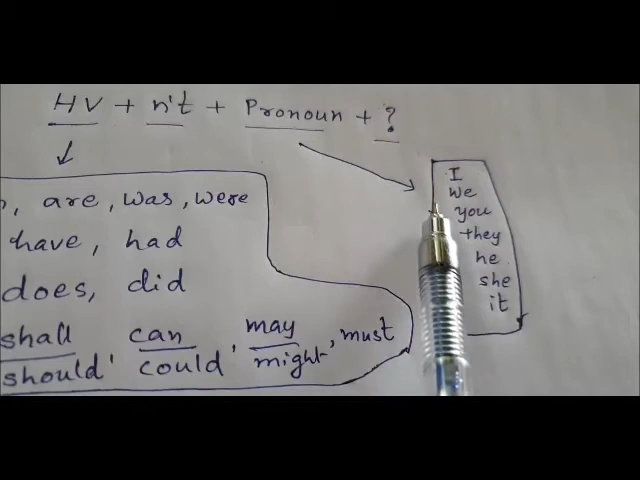 HV + n't + Pronoun + ?
, are, was, were
have, had
does, did
shall can may, must
should, could, might
I
we
you
they
he
she
it